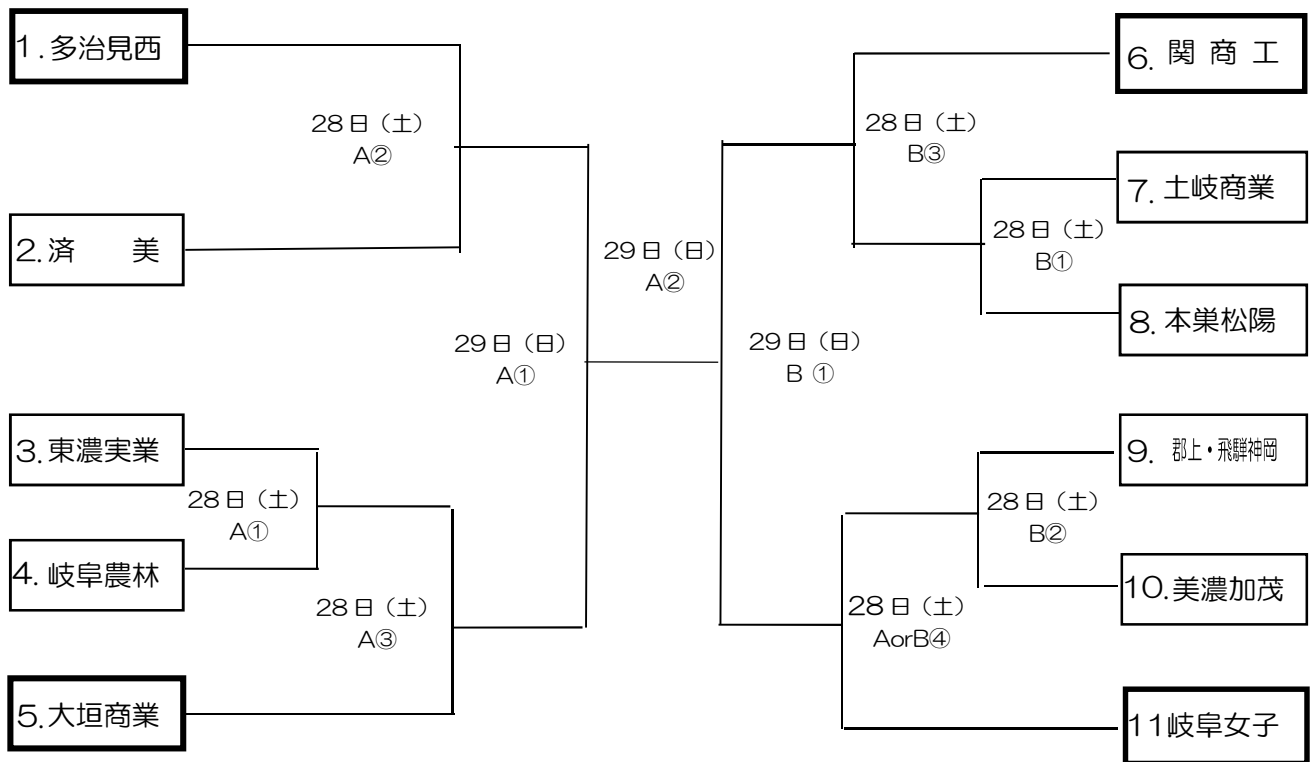 1.多治見西
28日（土）
A②
2.済　美
29日（日）
A①
3.東濃実業
28日（土）
A①
4.岐阜農林
28日（土）
A③
5.大垣商業
29日（日）
A②
6.関 商 工
28日（土）
B③
7.土岐商業
28日（土）
B①
8.本巣松陽
29日（日）
B ①
9.郡上・飛騨神岡
28日（土）
B②
10.美濃加茂
28日（土）
AorB④
11岐阜女子